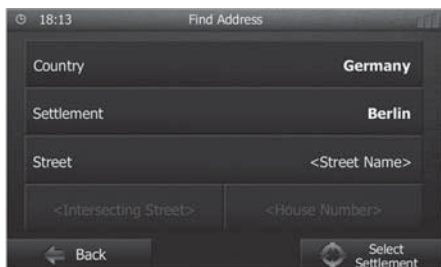 18:13 Find Address
Country Germany
Settlement Berlin
Street <Street Name>
<Intersecting Street> <House Number>
Back Select
Settlement